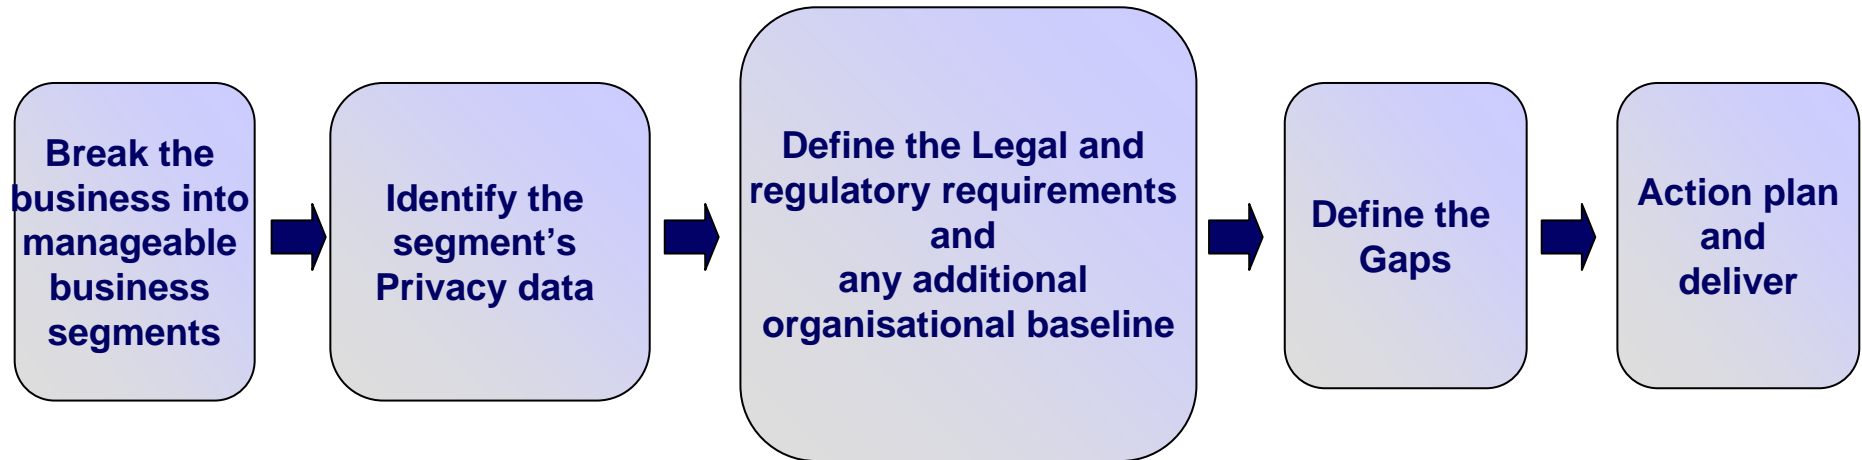 Break the
business into
manageable
business
segments
Identify the
segment’s
Privacy data
Define the Legal and
regulatory requirements
and
any additional
organisational baseline
Define the
Gaps
Action plan
and
deliver